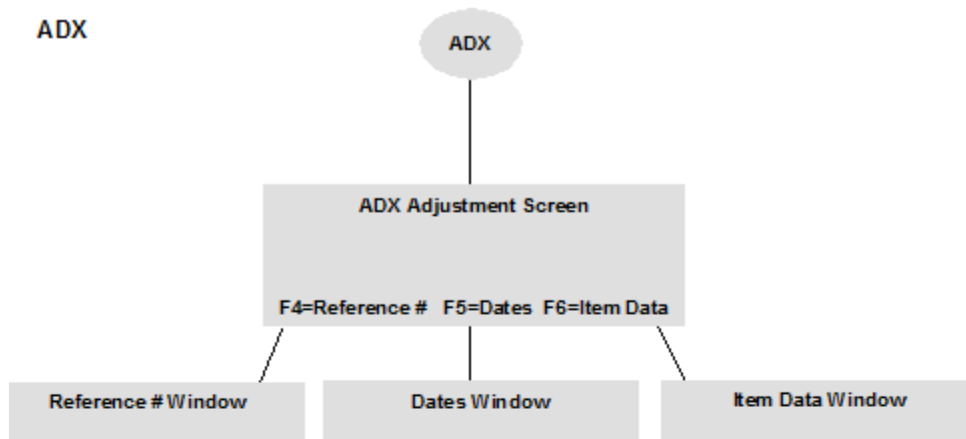 ADX
ADX
ADX Adjustment Screen
F4=Reference # F5=Dates F6=Item Data
Reference # Window
Dates Window
Item Data Window